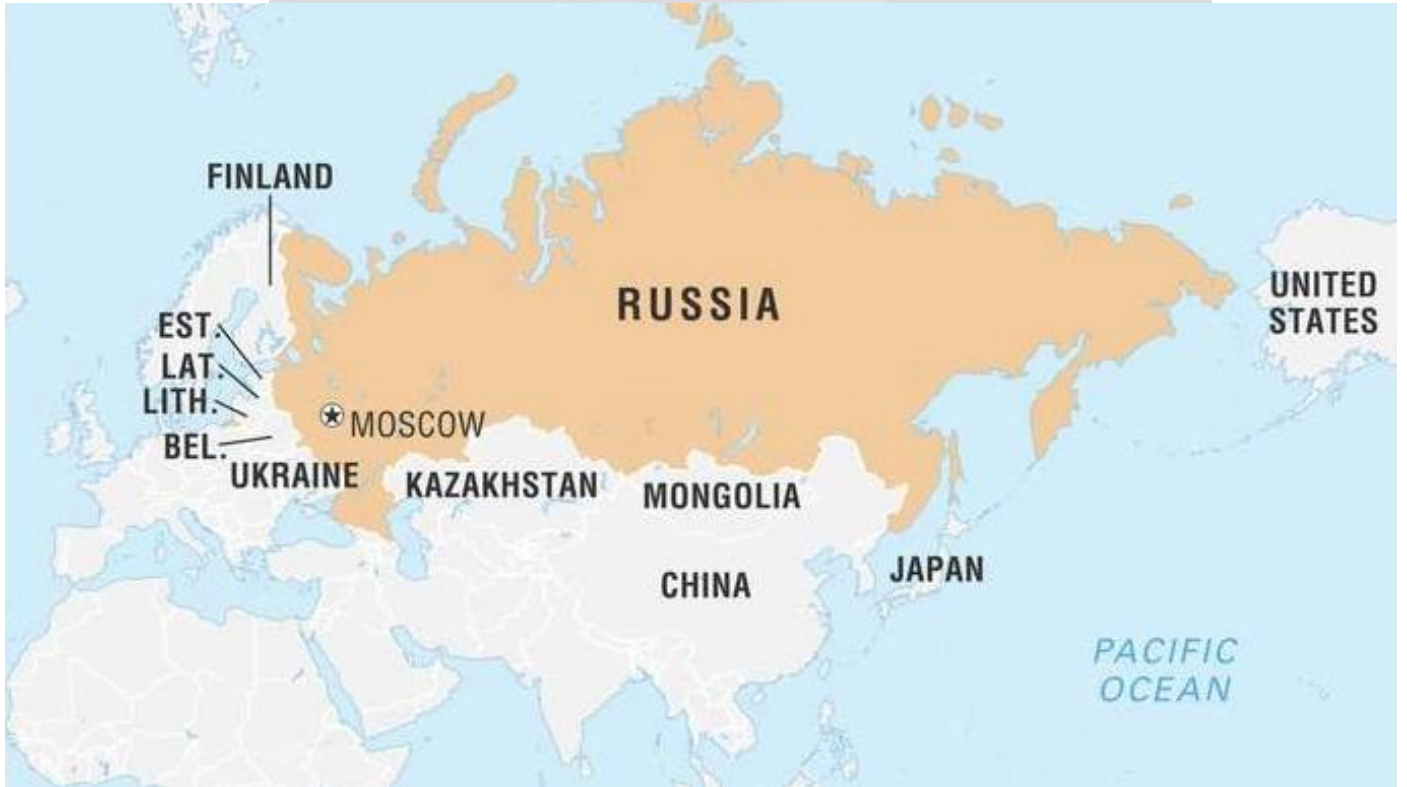 FINLAND
RUSSIA
UNITED
STATES
EST.
LAT.
LITH.
MOSCOW
BEL.
UKRAINE
KAZAKHSTAN
MONGOLIA
CHINA
JAPAN
PACIFIC
OCEAN